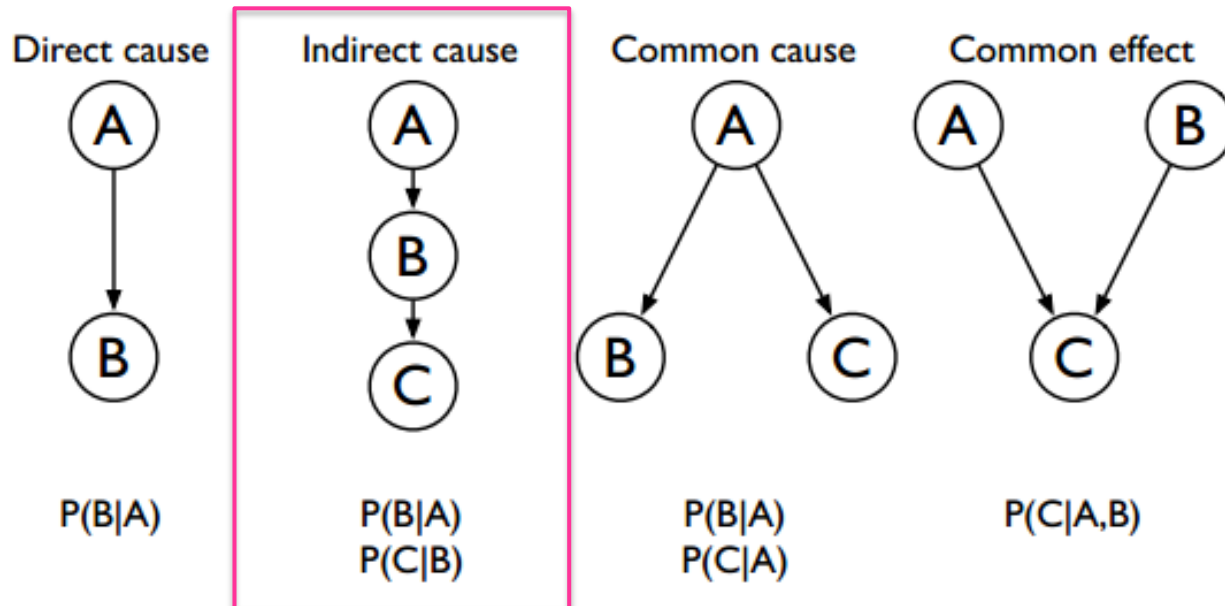 Direct cause
Indirect cause
Common cause
Common effect
A
A
A
A
B
B
B
C
B
C
C
P(B|A)
P(B|A)
P(B|A)
P(C|A,B)
P(C|B)
P(C|A)